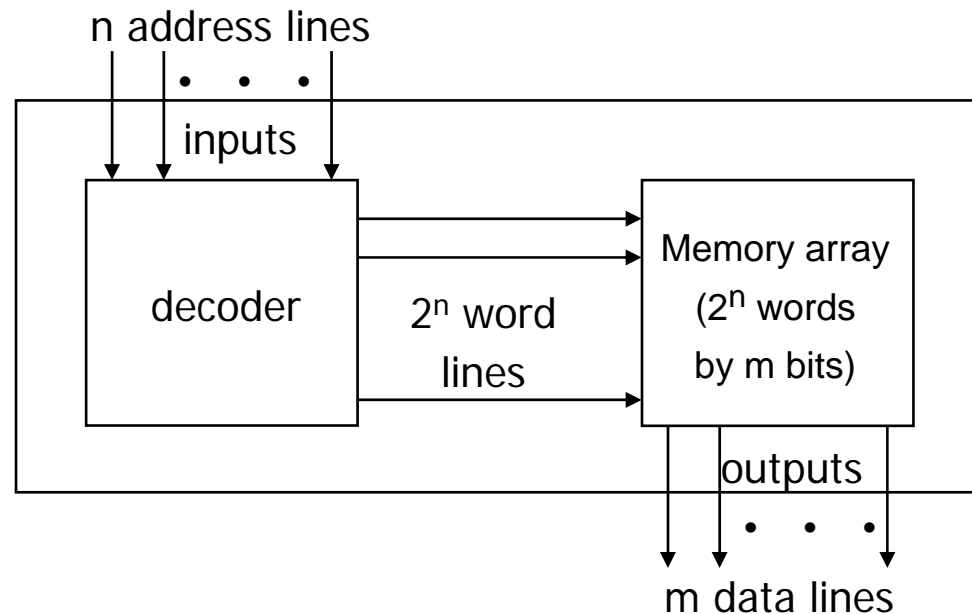 n address lines
inputs
decoder
2ⁿ word
lines
Memory array
(2ⁿ words
by m bits)
outputs
m data lines